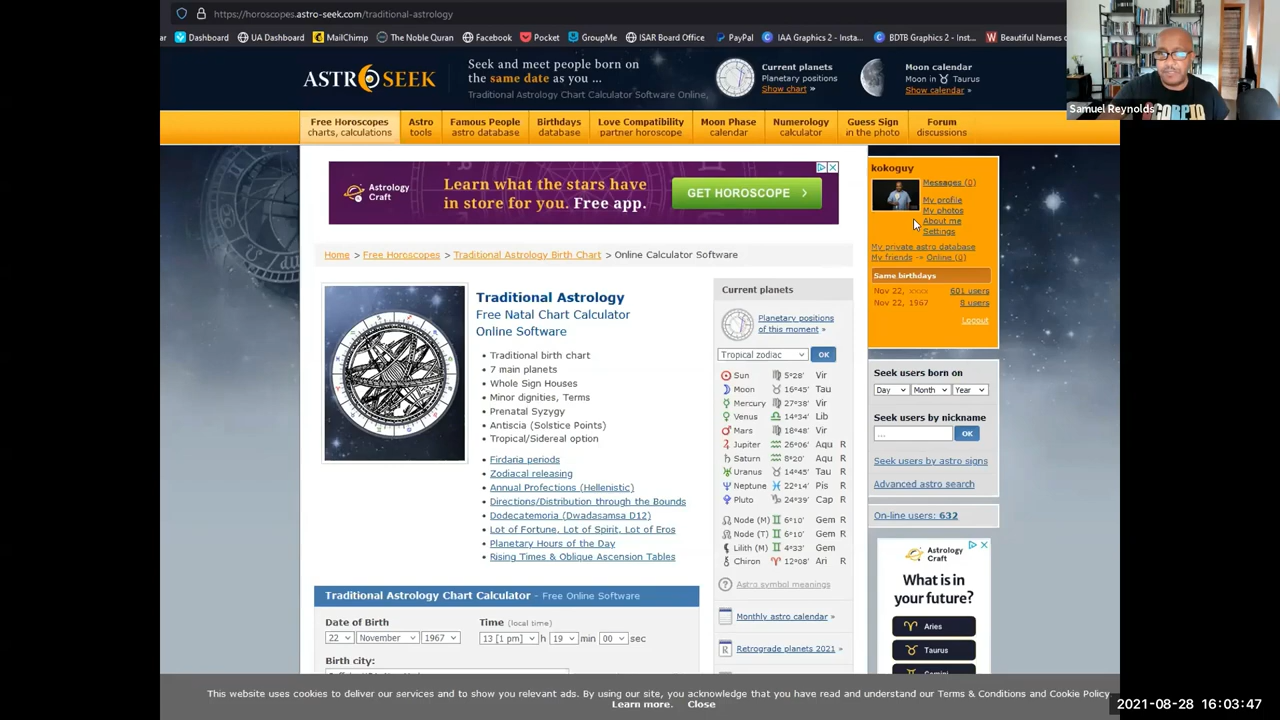 https://horoscopes.astro-seek.com/traditional-astrology
Dashboard
UA Dashboard
MailChimp
The Noble Quran
Facebook
Pocket
GroupMe
ISAR Board Office
PayPal
IAA Graphics 2 - Insta...
BDTB Graphics 2 - Inst...
Beautiful Names
Samuel Reynolds
ASTRO SEEK
Seek and meet people born on
the same date as you ...
Traditional Astrology Chart Calculator Software Online,
Current planets
Planetary positions
Show chart »
Moon calendar
Moon in ♉ Taurus
Show calendar »
Free Horoscopes
charts, calculations
Astro
tools
Famous People
astro database
Birthdays
database
Love Compatibility
partner horoscope
Moon Phase
calendar
Numerology
calculator
Guess Sign
in the photo
Forum
discussions
Astrology
Craft
Learn what the stars have
in store for you. Free app.
GET HOROSCOPE >
Home > Free Horoscopes > Traditional Astrology Birth Chart > Online Calculator Software
Traditional Astrology
Free Natal Chart Calculator
Online Software
• Traditional birth chart
• 7 main planets
• Whole Sign Houses
• Minor dignities, Terms
• Prenatal Syzygy
• Antiscia (Solstice Points)
• Tropical/Sidereal option
• Firdaria periods
• Zodiacal releasing
• Annual Profections (Hellenistic)
• Directions/Distribution through the Bounds
• Dodecatemoria (Dwadasamsa D12)
• Lot of Fortune, Lot of Spirit, Lot of Eros
• Planetary Hours of the Day
• Rising Times & Oblique Ascension Tables
Traditional Astrology Chart Calculator - Free Online Software
Date of Birth
22 November 1967
Time (local time)
13 [1 pm] h 19 min 00 sec
Birth city:
Current planets
Planetary positions
of this moment »
Tropical zodiac OK
Sun ♍ 5°28' Vir
Moon ♉ 16°45' Tau
Mercury ♍ 27°38' Vir
Venus ♎ 14°34' Lib
Mars ♍ 18°48' Vir
Jupiter ♒ 26°06' Aqu R
Saturn ♒ 8°20' Aqu R
Uranus ♉ 14°45' Tau R
Neptune ♓ 22°14' Pis R
Pluto ♑ 24°39' Cap R
Node (M) ♊ 6°10' Gem R
Node (T) ♊ 6°10' Gem R
Lilith (M) ♊ 4°33' Gem
Chiron ♈ 12°08' Ari R
? Astro symbol meanings
Monthly astro calendar »
Retrograde planets 2021 »
kokoguy
Messages (0)
My profile
My photos
About me
Settings
My private astro database
My friends -> Online (0)
Same birthdays
Nov 22, xxxx 601 users
Nov 22, 1967 8 users
Logout
Seek users born on
Day Month Year
Seek users by nickname
... OK
Seek users by astro signs
Advanced astro search
On-line users: 632
Astrology
Craft
What is in
your future?
Aries
Taurus
This website uses cookies to deliver our services and to show you relevant ads. By using our site, you acknowledge that you have read and understand our Terms & Conditions and Cookie Policy
Learn more. Close
2021-08-28 16:03:47